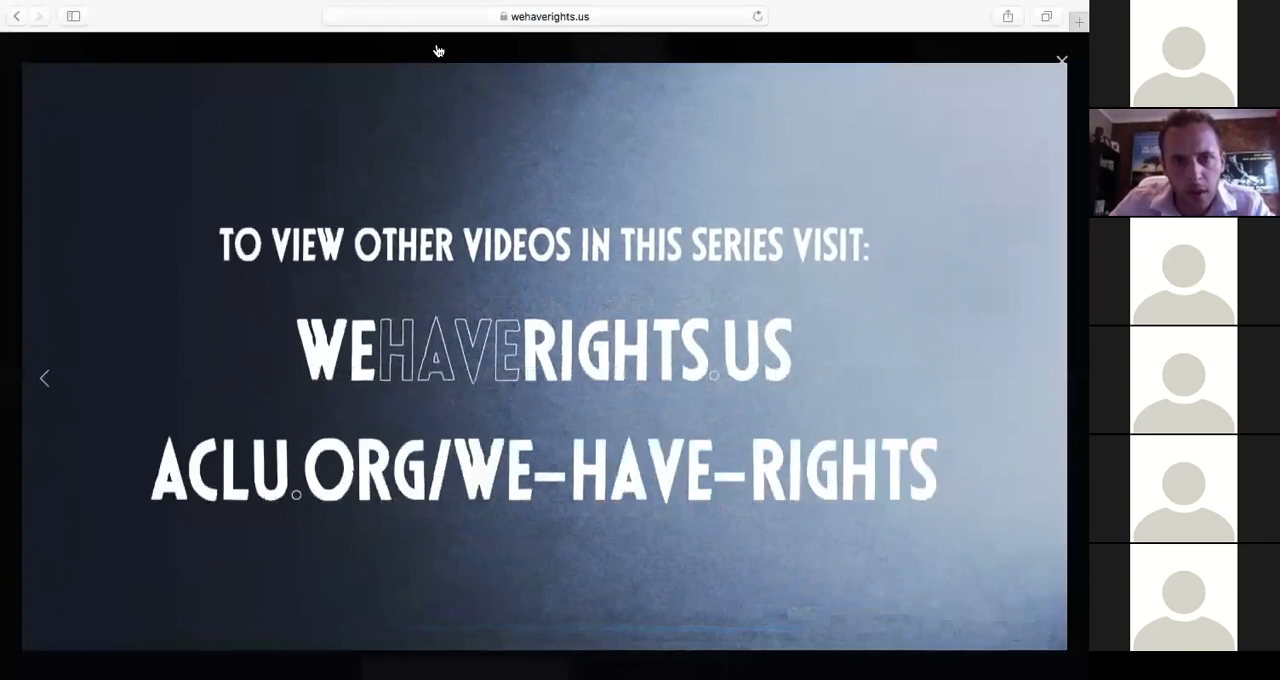 wehaverights.us
TO VIEW OTHER VIDEOS IN THIS SERIES VISIT:
WEHAVERIGHTS.US
ACLU.ORG/WE-HAVE-RIGHTS